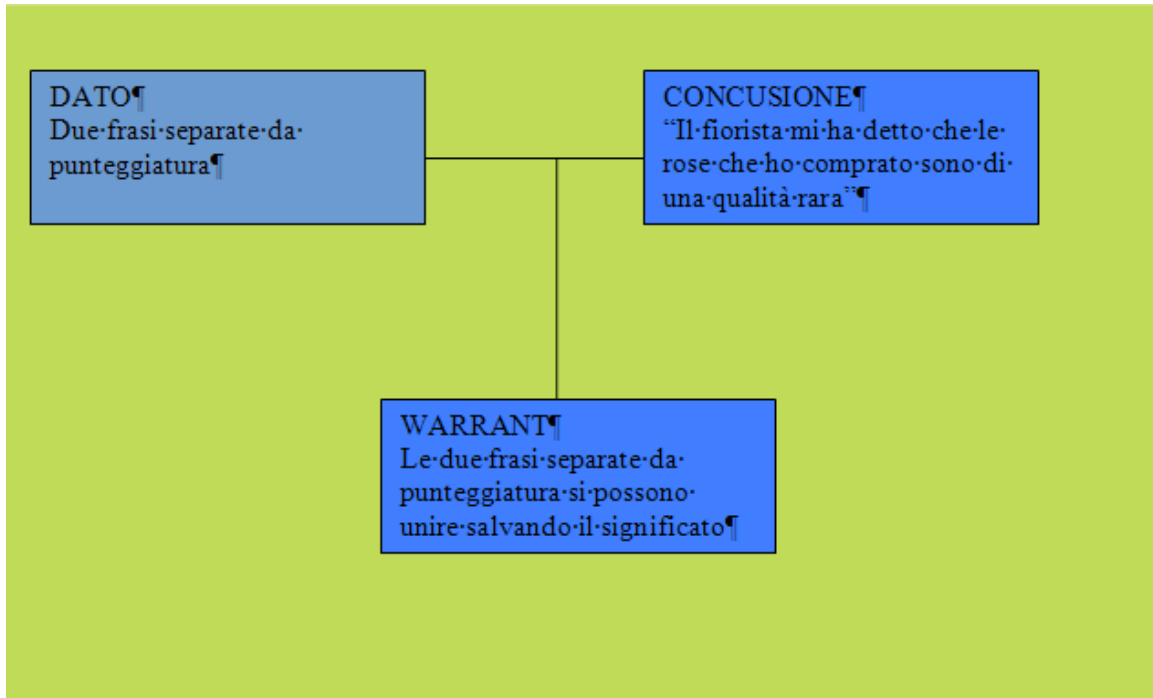 DATO¶
Due·frasi·separate·da·
punteggiatura¶
CONCUSIONE¶
“Il·fiorista·mi·ha·detto·che·le·
rose·che·ho·comprato·sono·di·
una·qualità·rara”¶
WARRANT¶
Le·due·frasi·separate·da·
punteggiatura·si·possono·
unire·salvando·il·significato¶